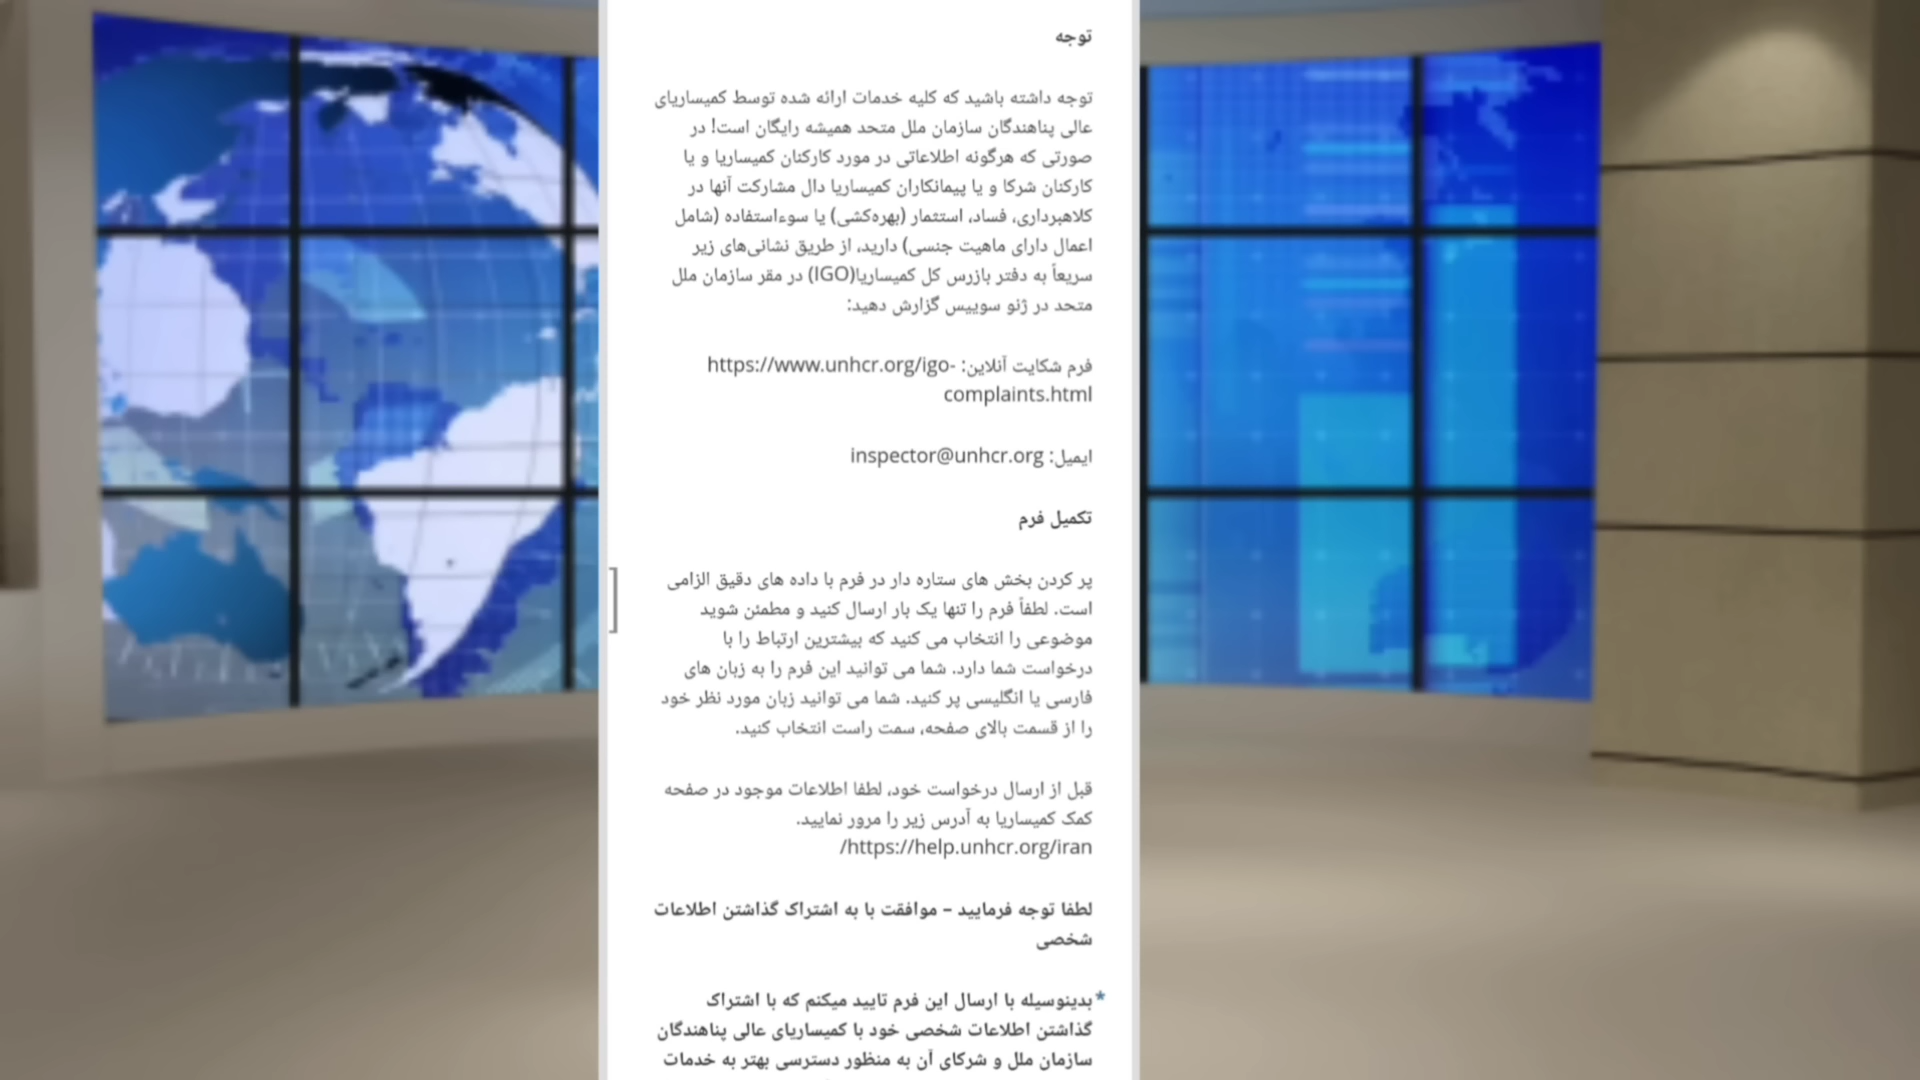 توجه
توجه داشته باشید که کلیه خدمات ارائه شده توسط کمیساریای
عالی پناهندگان سازمان ملل متحد همیشه رایگان است! در
صورتی که هرگونه اطلاعاتی در مورد کارکنان کمیساریا و یا
کارکنان شرکا و یا پیمانکاران کمیساریا دال مشارکت آنها در
کلاهبرداری، فساد، استثمار (بهره‌کشی) یا سوءاستفاده (شامل
اعمال دارای ماهیت جنسی) دارید، از طریق نشانی‌های زیر
سریعاً به دفتر بازرس کل کمیساریا(IGO) در مقر سازمان ملل
متحد در ژنو سوییس گزارش دهید:
فرم شکایت آنلاین: https://www.unhcr.org/igo-
complaints.html
ایمیل: inspector@unhcr.org
تکمیل فرم
پر کردن بخش های ستاره دار در فرم با داده های دقیق الزامی
است. لطفاً فرم را تنها یک بار ارسال کنید و مطمئن شوید
موضوعی را انتخاب می کنید که بیشترین ارتباط را با
درخواست شما دارد. شما می توانید این فرم را به زبان های
فارسی یا انگلیسی پر کنید. شما می توانید زبان مورد نظر خود
را از قسمت بالای صفحه، سمت راست انتخاب کنید.
قبل از ارسال درخواست خود، لطفا اطلاعات موجود در صفحه
کمک کمیساریا به آدرس زیر را مرور نمایید.
https://help.unhcr.org/iran/
لطفا توجه فرمایید – موافقت با به اشتراک گذاشتن اطلاعات
شخصی
*بدینوسیله با ارسال این فرم تایید میکنم که با اشتراک
گذاشتن اطلاعات شخصی خود با کمیساریای عالی پناهندگان
سازمان ملل و شرکای آن به منظور دسترسی بهتر به خدمات